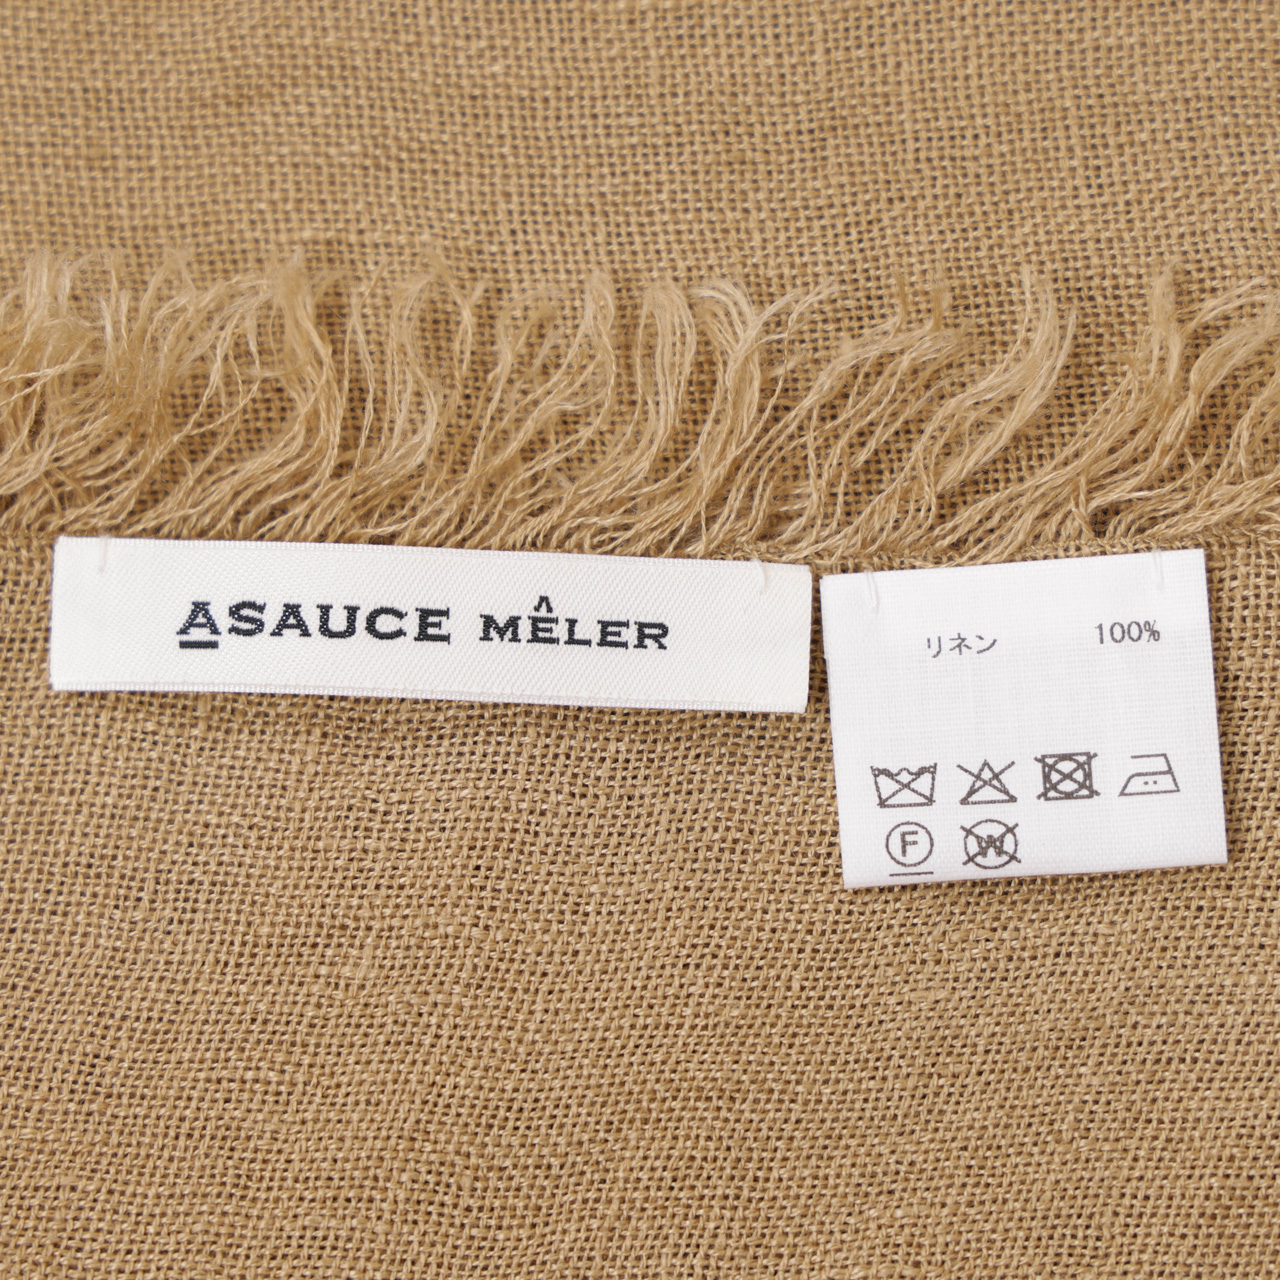 ASAUCE MÊLER
リネン 100%
F
W